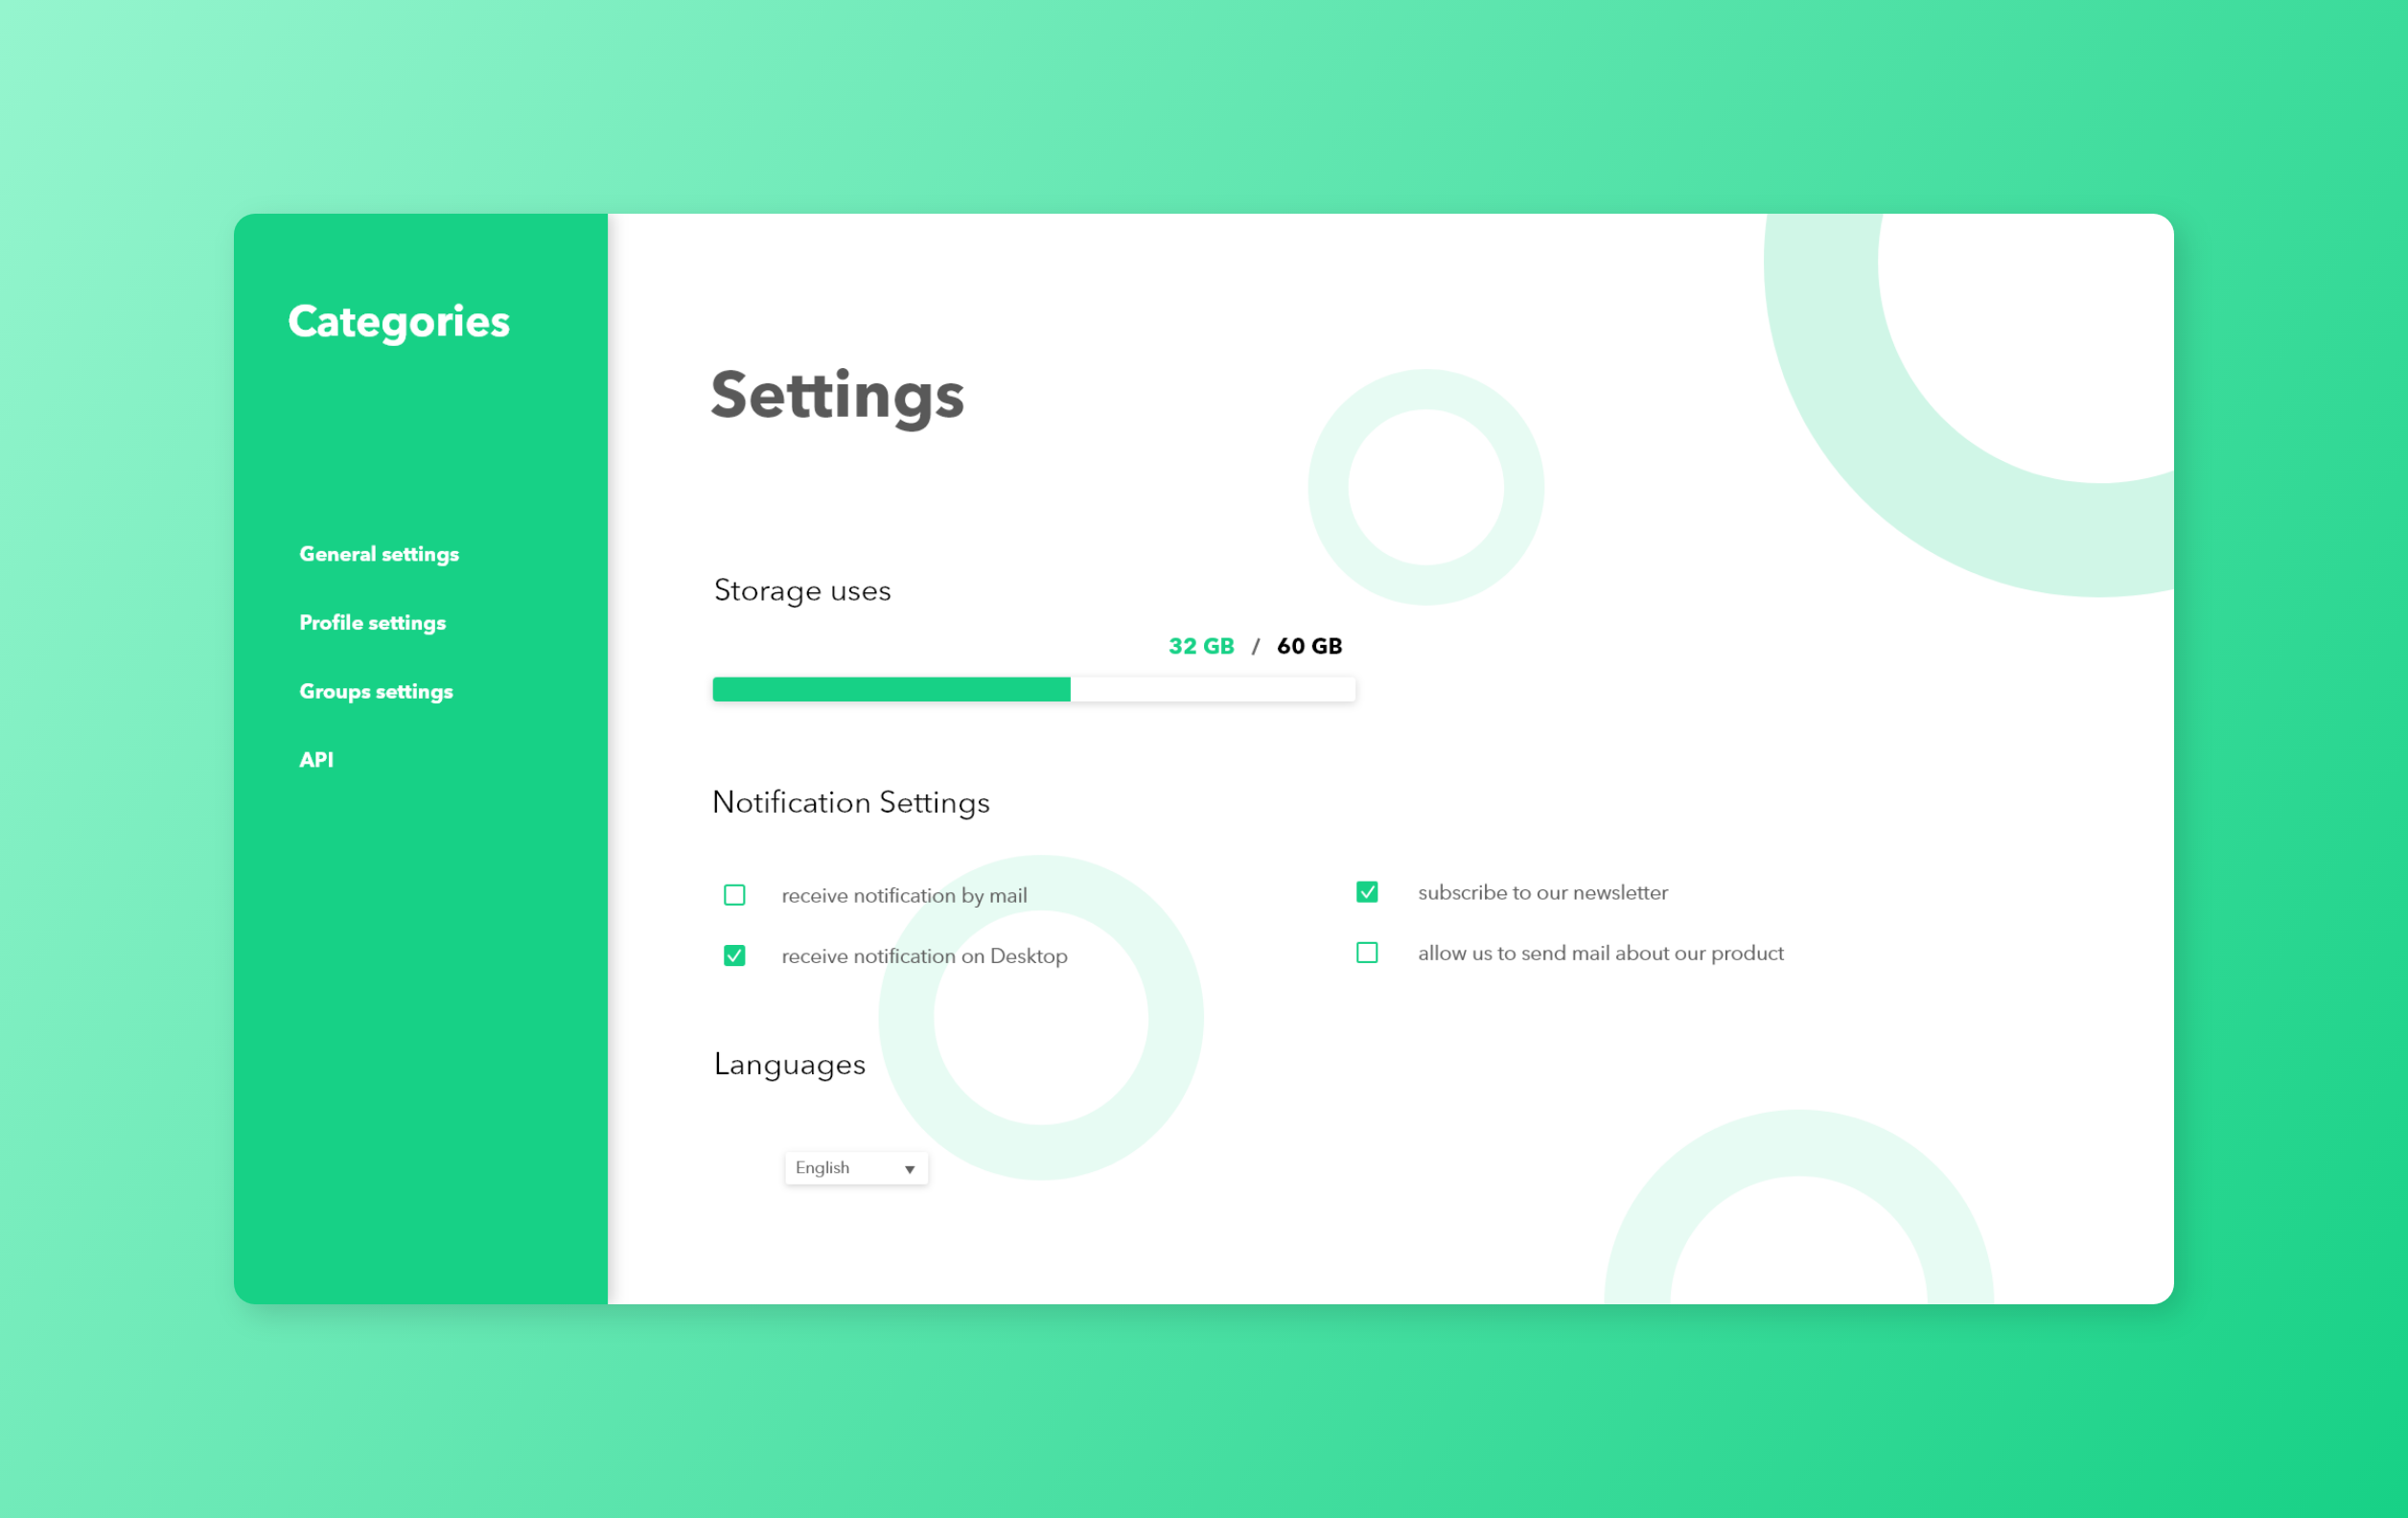 Categories
General settings
Profile settings
Groups settings
API
Settings
Storage uses
32 GB / 60 GB
Notification Settings
receive notification by mail
receive notification on Desktop
subscribe to our newsletter
allow us to send mail about our product
Languages
English